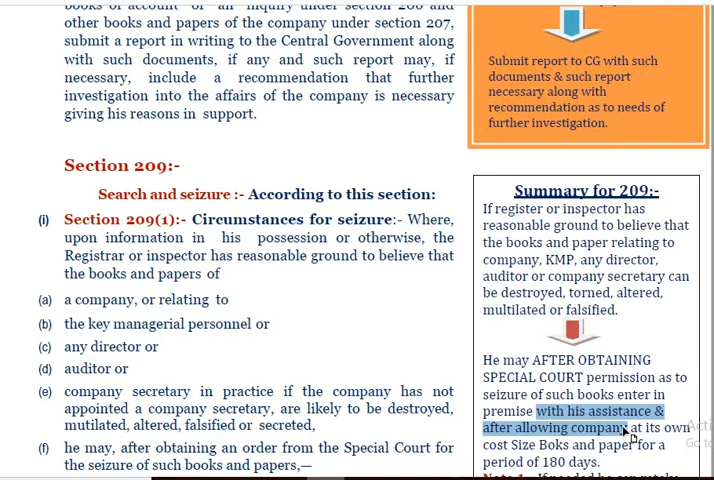 books of account or an inquiry under section 206 and
other books and papers of the company under section 207,
submit a report in writing to the Central Government along
with such documents, if any and such report may, if
necessary, include a recommendation that further
investigation into the affairs of the company is necessary
giving his reasons in support.
Section 209:-
Search and seizure :- According to this section:
(i) Section 209(1):- Circumstances for seizure:- Where,
upon information in his possession or otherwise, the
Registrar or inspector has reasonable ground to believe that
the books and papers of
(a) a company, or relating to
(b) the key managerial personnel or
(c) any director or
(d) auditor or
(e) company secretary in practice if the company has not
appointed a company secretary, are likely to be destroyed,
mutilated, altered, falsified or secreted,
(f) he may, after obtaining an order from the Special Court for
the seizure of such books and papers,—
Submit report to CG with such
documents & such report
necessary along with
recommendation as to needs of
further investigation.
Summary for 209:-
If register or inspector has
reasonable ground to believe that
the books and paper relating to
company, KMP, any director,
auditor or company secretary can
be destroyed, torned, altered,
multilated or falsified.
He may AFTER OBTAINING
SPECIAL COURT permission as to
seizure of such books enter in
premise with his assistance &
after allowing company at its own
cost Size Boks and paper for a
period of 180 days.